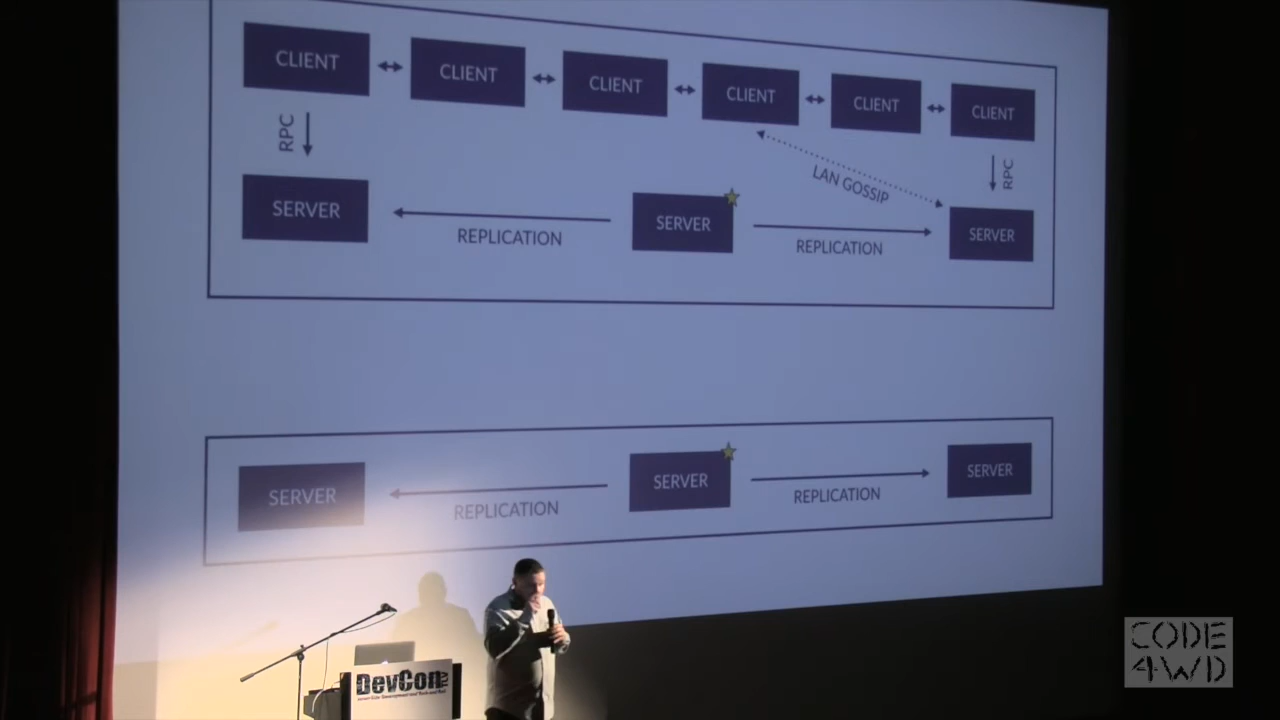 CLIENT
CLIENT
CLIENT
CLIENT
CLIENT
CLIENT
RPC
LAN GOSSIP
RPC
SERVER
REPLICATION
SERVER
REPLICATION
SERVER
SERVER
REPLICATION
SERVER
REPLICATION
SERVER
DevCon TLV
CODE
4WD